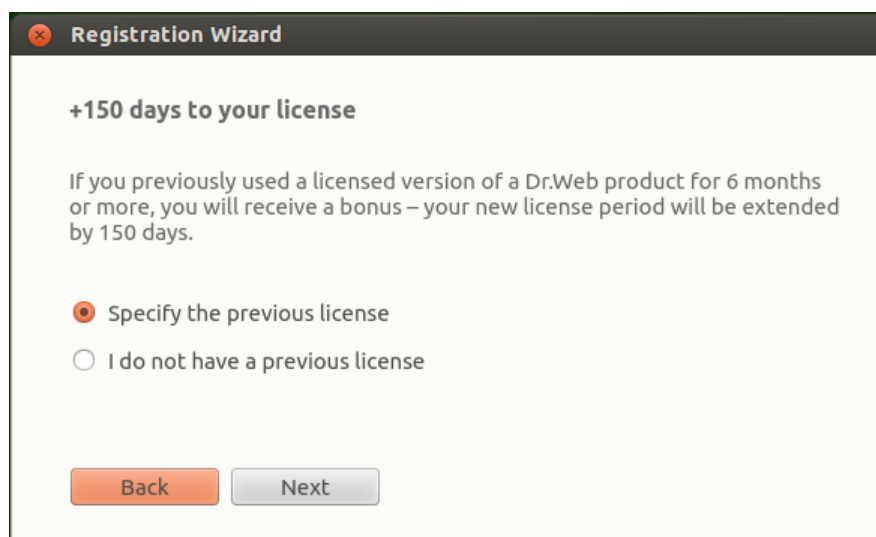 Registration Wizard
+150 days to your license
If you previously used a licensed version of a Dr.Web product for 6 months
or more, you will receive a bonus – your new license period will be extended
by 150 days.
Specify the previous license
I do not have a previous license
Back Next